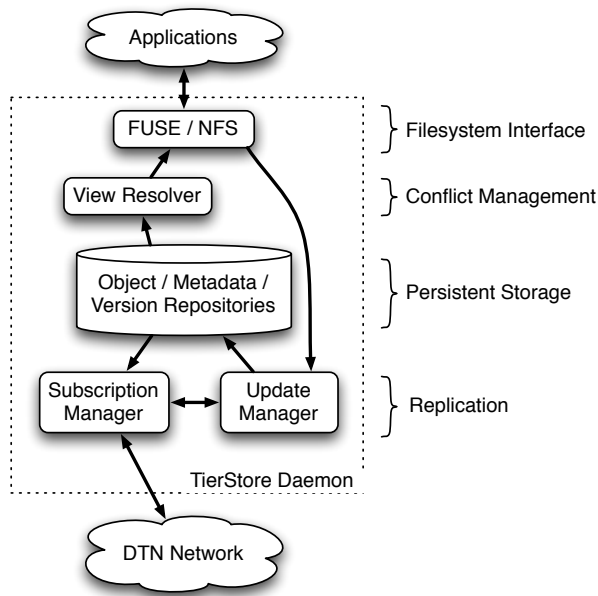 Applications
FUSE / NFS
Filesystem Interface
View Resolver
Conflict Management
Object / Metadata /
Version Repositories
Persistent Storage
Subscription
Manager
Update
Manager
Replication
TierStore Daemon
DTN Network